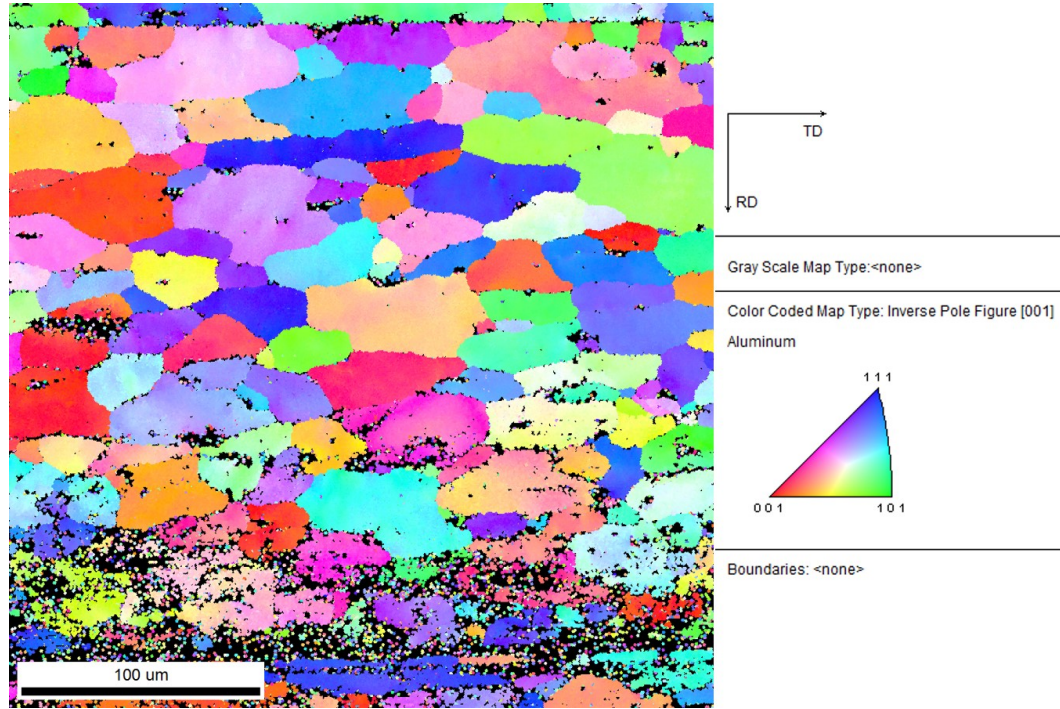 TD
RD
Gray Scale Map Type:<none>
Color Coded Map Type: Inverse Pole Figure [001]
Aluminum
1 1 1
0 0 1
1 0 1
Boundaries: <none>
100 um